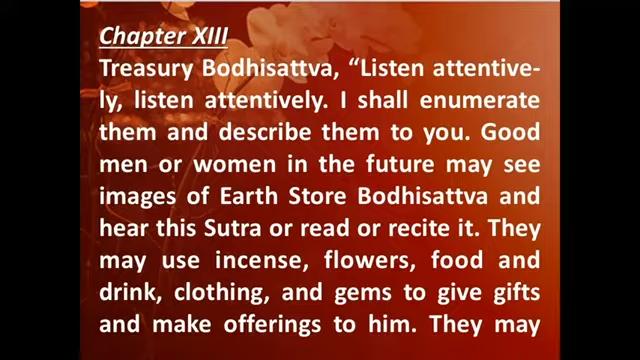 Chapter XIII
Treasury Bodhisattva, “Listen attentive-
ly, listen attentively. I shall enumerate
them and describe them to you. Good
men or women in the future may see
images of Earth Store Bodhisattva and
hear this Sutra or read or recite it. They
may use incense, flowers, food and
drink, clothing, and gems to give gifts
and make offerings to him. They may